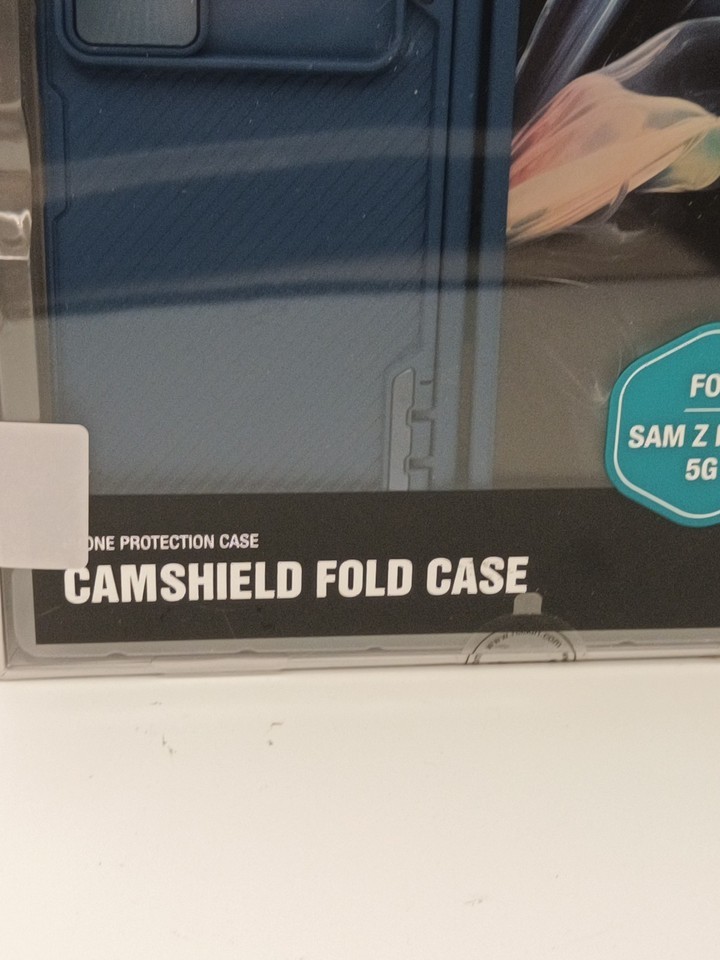 FO
SAM Z
5G
ONE PROTECTION CASE
CAMSHIELD FOLD CASE